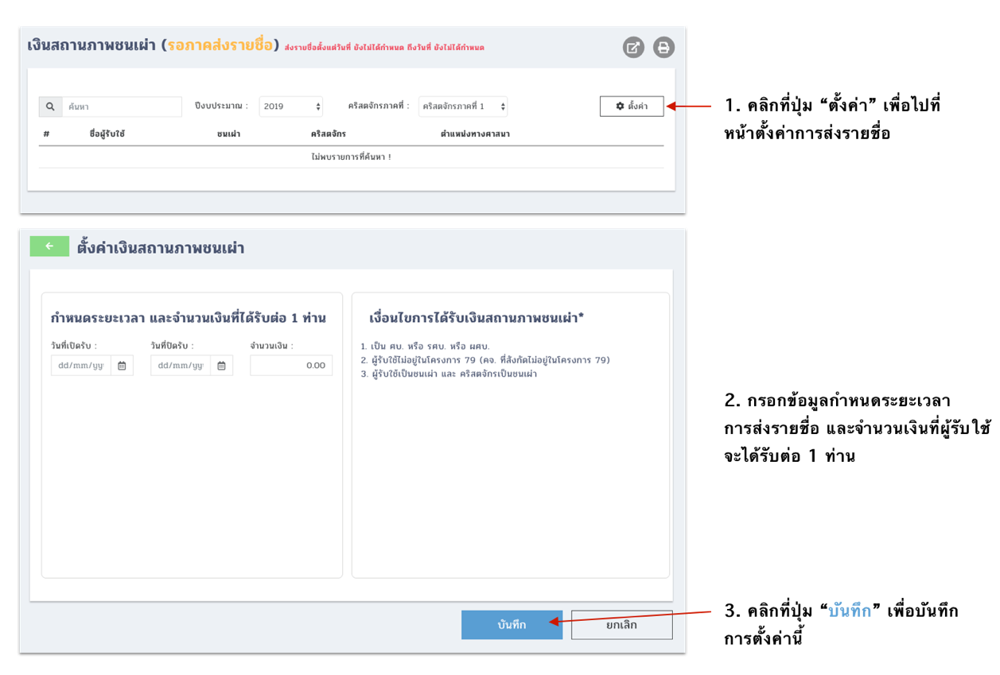 เงินสถานภาพชนเผ่า (รอภาคส่งรายชื่อ) ส่งรายชื่อตั้งแต่วันที่ ยังไม่ได้กำหนด ถึงวันที่ ยังไม่ได้กำหนด
ค้นหา ปีงบประมาณ : 2019 คริสตจักรภาคที่ : คริสตจักรภาคที่ 1 ตั้งค่า
# ชื่อผู้รับใช้ ชนเผ่า คริสตจักร ตำแหน่งทางศาสนา
ไม่พบรายการที่ค้นหา !
1. คลิกที่ปุ่ม “ตั้งค่า” เพื่อไปที่
หน้าตั้งค่าการส่งรายชื่อ
ตั้งค่าเงินสถานภาพชนเผ่า
กำหนดระยะเวลา และจำนวนเงินที่ได้รับต่อ 1 ท่าน
วันที่เปิดรับ : วันที่ปิดรับ : จำนวนเงิน :
dd/mm/yy dd/mm/yy 0.00
เงื่อนไขการได้รับเงินสถานภาพชนเผ่า*
1. เป็น ศบ. หรือ รศบ. หรือ ผศบ.
2. ผู้รับใช้ไม่อยู่ในโครงการ 79 (คจ. ที่สังกัดไม่อยู่ในโครงการ 79)
3. ผู้รับใช้เป็นชนเผ่า และ คริสตจักรเป็นชนเผ่า
2. กรอกข้อมูลกำหนดระยะเวลา
การส่งรายชื่อ และจำนวนเงินที่ผู้รับใช้
จะได้รับต่อ 1 ท่าน
บันทึก ยกเลิก
3. คลิกที่ปุ่ม “บันทึก” เพื่อบันทึก
การตั้งค่านี้